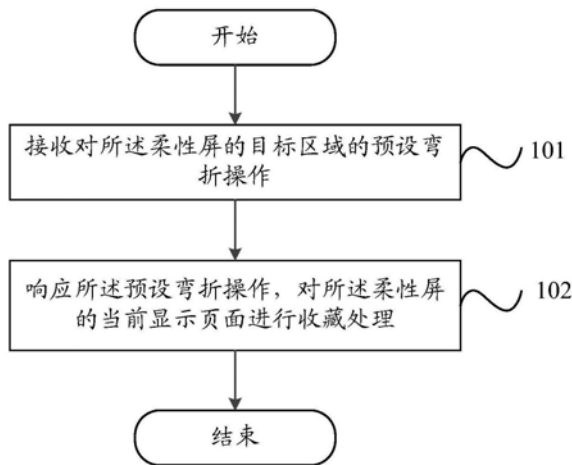 开始
接收对所述柔性屏的目标区域的预设弯
折操作
101
响应所述预设弯折操作，对所述柔性屏
的当前显示页面进行收藏处理
102
结束